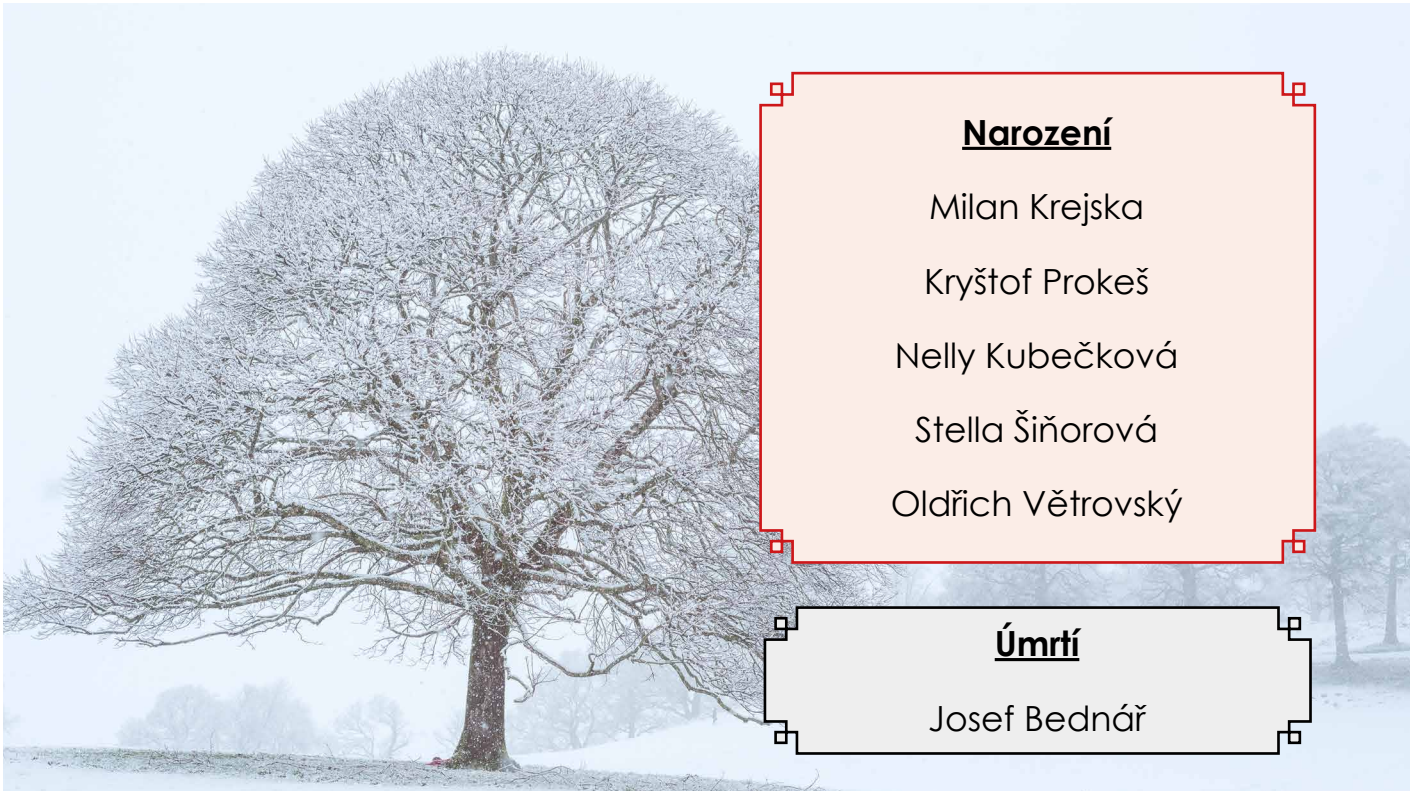 Narození
Milan Krejska
Kryštof Prokeš
Nelly Kubečková
Stella Šiňorová
Oldřich Větrovský
Úmrtí
Josef Bednář